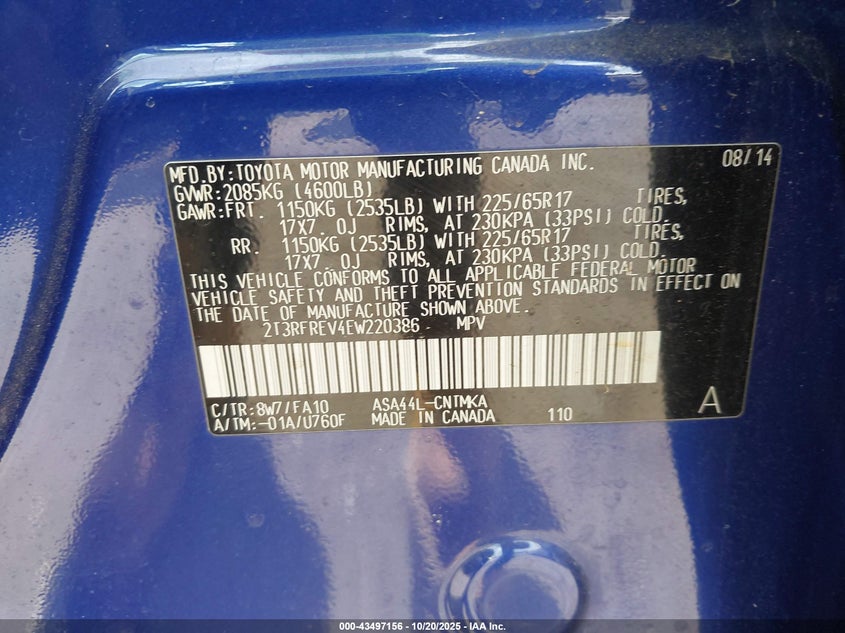 MFD.BY:TOYOTA MOTOR MANUFACTURING CANADA INC. 08/14
GVWR:2085KG (4600LB)
GAWR:FRT. 1150KG (2535LB) WITH 225/65R17 TIRES,
17X7.0J RIMS, AT 230KPA (33PSI) COLD.
RR. 1150KG (2535LB) WITH 225/65R17 TIRES,
17X7.0J RIMS, AT 230KPA (33PSI) COLD.
THIS VEHICLE CONFORMS TO ALL APPLICABLE FEDERAL MOTOR
VEHICLE SAFETY AND THEFT PREVENTION STANDARDS IN EFFECT ON
THE DATE OF MANUFACTURE SHOWN ABOVE.
2T3RFREV4EW220386 MPV
C/TR:8W7/FA10 ASA44L-CNTMKA
A/TM:-01A/U760F MADE IN CANADA 110 A
000-43497156 - 10/20/2025 - IAA Inc.